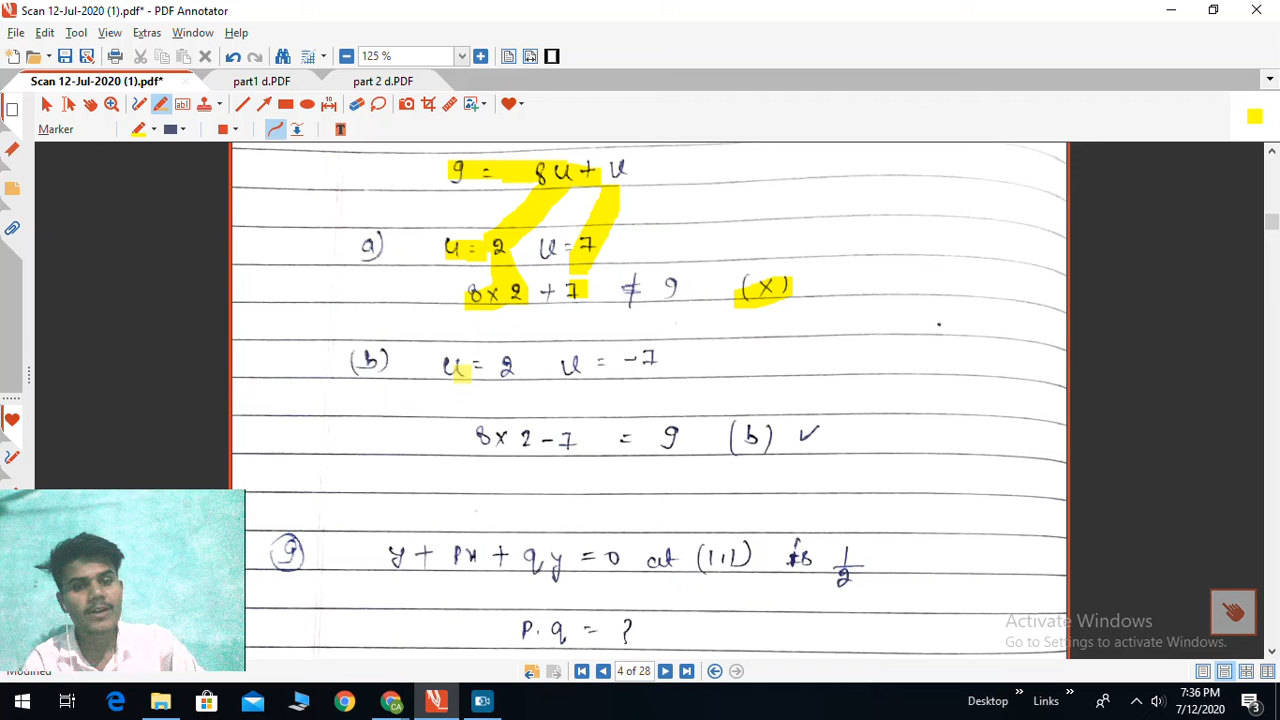 Scan 12-Jul-2020 (1).pdf* - PDF Annotator
File Edit Tool View Extras Window Help
125 %
Scan 12-Jul-2020 (1).pdf* part1 d.PDF part 2 d.PDF
Marker
9 = 8u + v
a) u = 2 v = 7
8 x 2 + 7 ≠ 9 (x)
(b) u = 2 v = -7
8 x 2 - 7 = 9 (b) ✓
9 y + px + qy = 0 at (1,1) is 1/2
P. q = ?
Activate Windows
Go to Settings to activate Windows.
Modified
4 of 28
Desktop Links
7:36 PM
7/12/2020
3